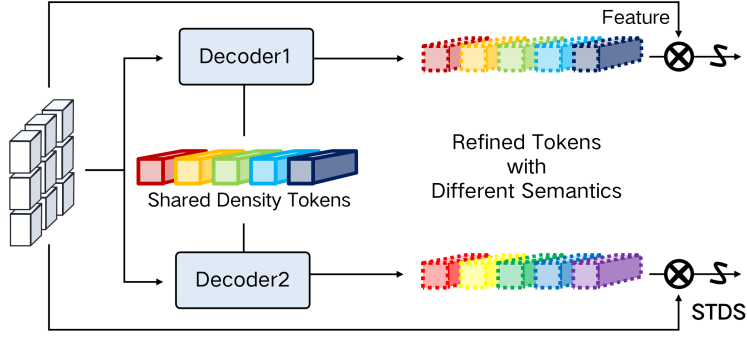 Feature
Decoder1
Refined Tokens
with
Different Semantics
Shared Density Tokens
Decoder2
STDS